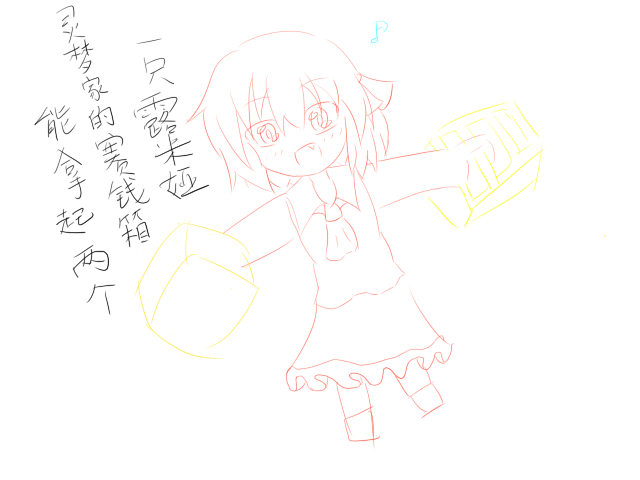 一只露米娅
灵梦家的赛钱箱
能拿起两个